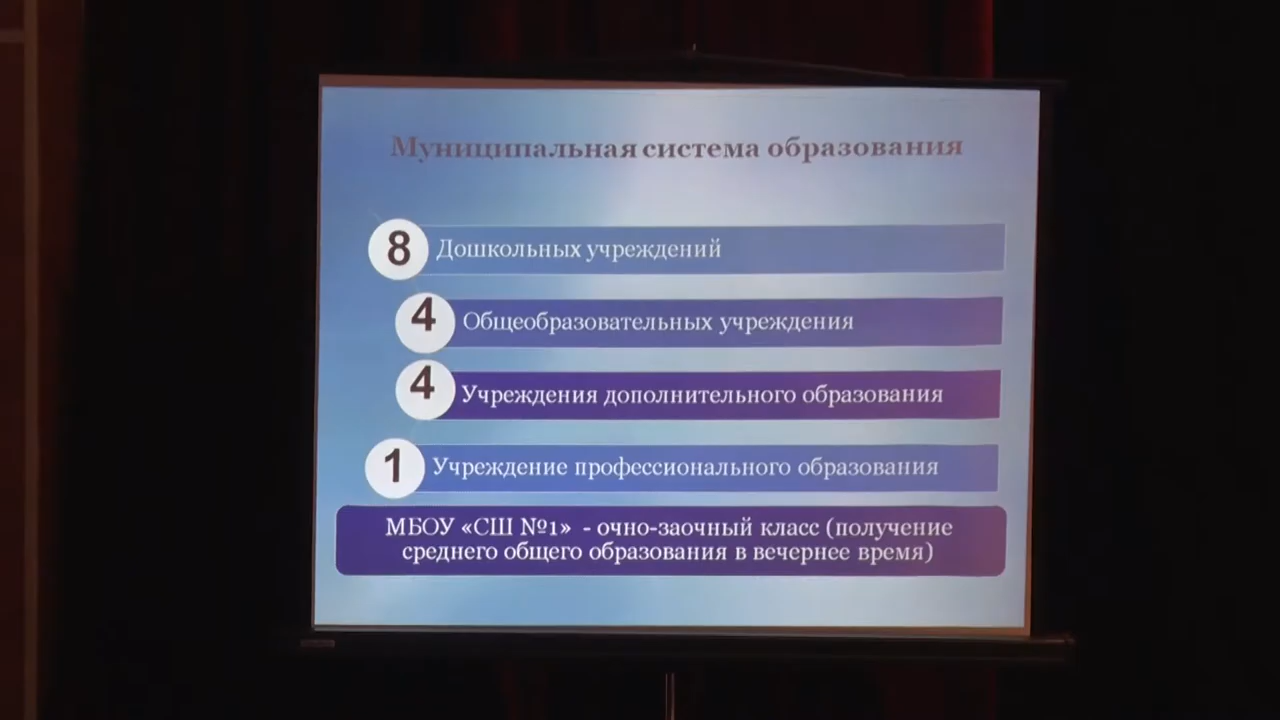 Муниципальная система образования
8 Дошкольных учреждений
4 Общеобразовательных учреждения
4 Учреждения дополнительного образования
1 Учреждение профессионального образования
МБОУ «СШ №1» - очно-заочный класс (получение
среднего общего образования в вечернее время)